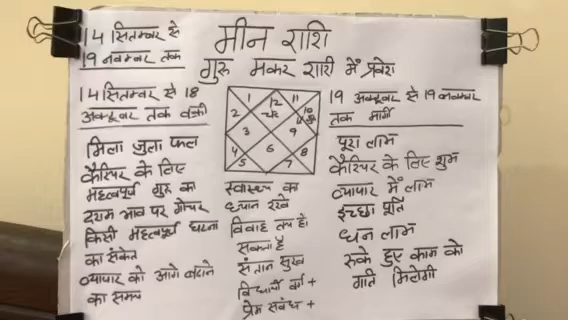 14 सितम्बर से
19 नवम्बर तक
मीन राशि
गुरु मकर राशी में प्रवेश
14 सितम्बर से 18
अक्टूबर तक वक्री
मिला जुला फल
कैरियर के लिए
महत्वपूर्ण गुरु का
दशम भाव पर गोचर
किसी महत्वपूर्ण घटना
का संकेत
व्यापार को आगे बढाने
का समय
1 12 11
2 10
3 9
4 6 8
5 7
स्वास्थ्य का
ध्यान रखे
विवाह तय हो
सकता है
संतान सुख
विद्यार्थी वर्ग +
प्रेम संबंध +
19 अक्टूबर से 19 नवम्बर
तक मार्गी
पूरा लाभ
कैरियर के लिए शुभ
व्यापार में लाभ
इच्छा पूर्ति
धन लाभ
रुके हुए काम को
गति मिलेगी